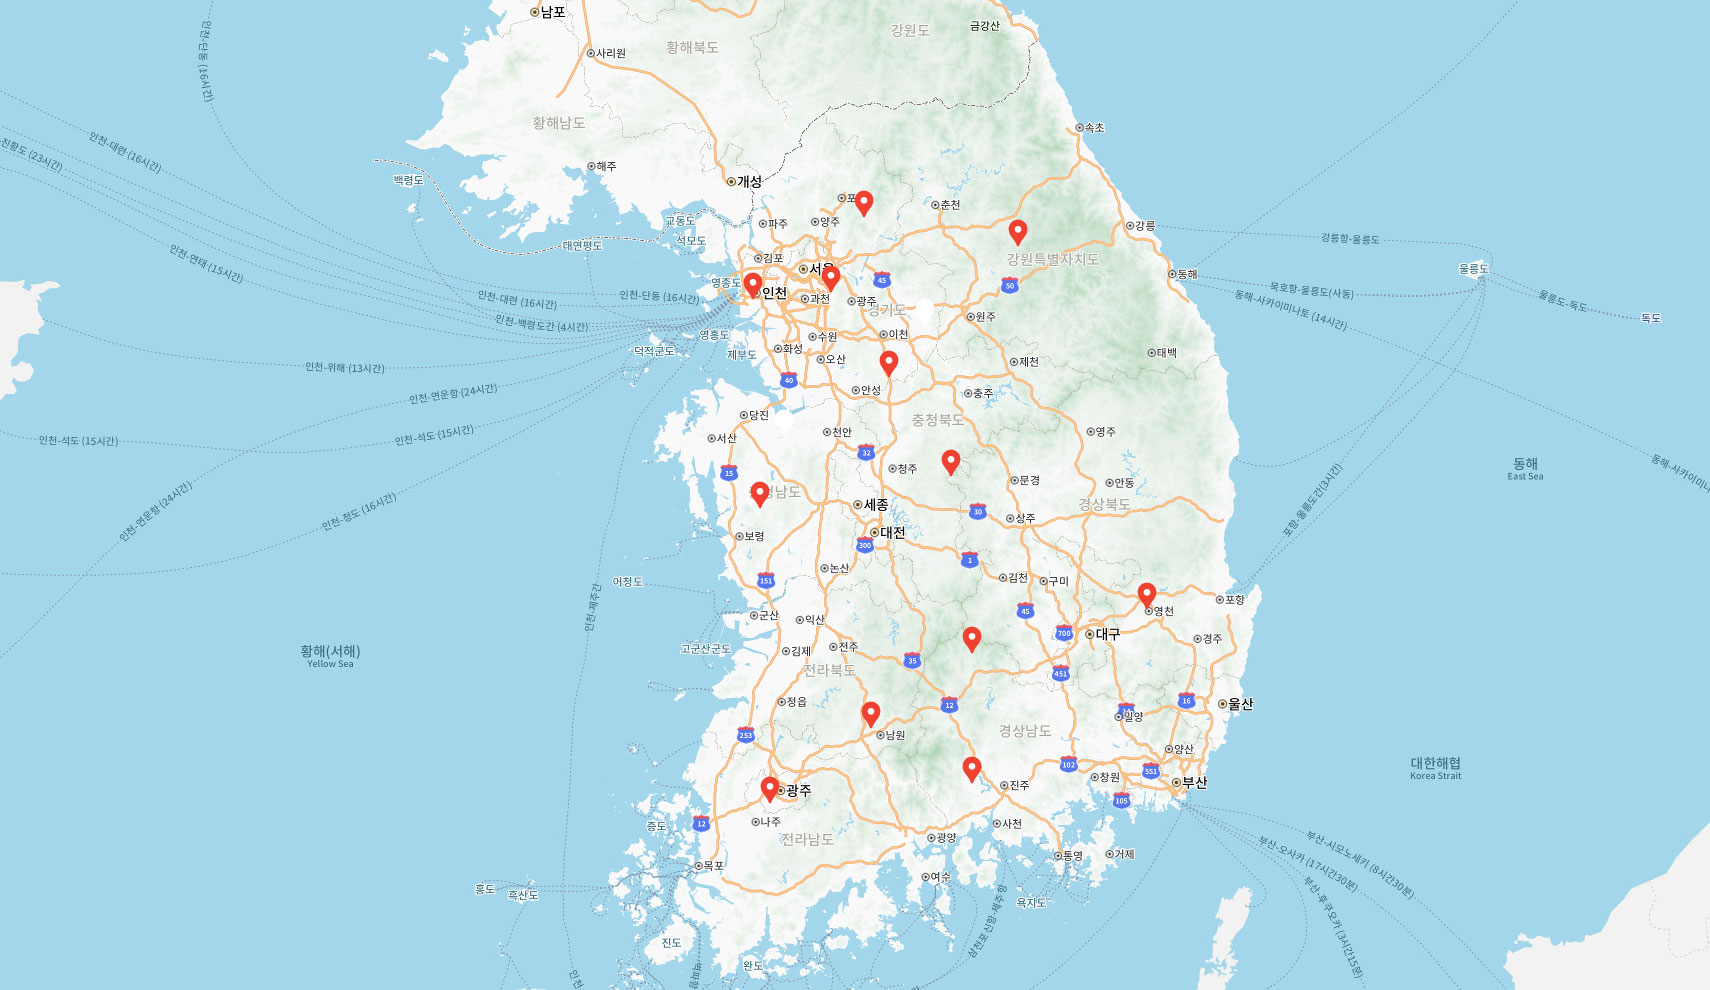 남포
금강산
강원도
황해북도
사리원
인천-단동 (16시간)
황해남도
속초
인천-대련 (16시간)
진황도 (23시간)
해주
백령도
개성
포
춘천
교동도
파주
양주
강릉
석모도
태연평도
강릉항-울릉도
강원특별자치도
김포
서울
인천-연태 (15시간)
울릉도
동해
영종도
45
50
인천
과천
광주
경기도
묵호항-울릉도(사동)
울릉도-독도
독도
인천-대련 (16시간)
인천-단동 (16시간)
동해-사카이미나토 (14시간)
인천-백령도간 (4시간)
원주
영흥도
수원
이천
덕적군도
제부도
화성
오산
태백
제천
인천-위해 (13시간)
40
안성
충주
인천-연운항 (24시간)
당진
충청북도
천안
영주
인천-석도 (15시간)
인천-석도 (15시간)
서산
32
동해
East Sea
동해-사카이미나
15
청주
문경
안동
남도
경상북도
인천-연운항 (24시간)
인천-청도 (16시간)
세종
30
상주
포항-울릉도간(3시간)
보령
대전
300
1
논산
151
김천
구미
어청도
인천-제주간
영천
포항
군산
익산
45
700
대구
경주
고군산군도
김제
전주
황해(서해)
Yellow Sea
35
전라북도
451
정읍
12
16
울산
밀양
253
남원
경상남도
양산
102
551
대한해협
Korea Strait
광주
진주
창원
부산
105
증도
12
나주
사천
전라남도
광양
부산-시모노세키 (8시간30분)
부산-오사카 (17시간30분)
목포
통영
거제
여수
홍도
흑산도
욕지도
부산-후쿠오카 (3시간15분)
삼천포 신항-제주항
진도
완도
인천